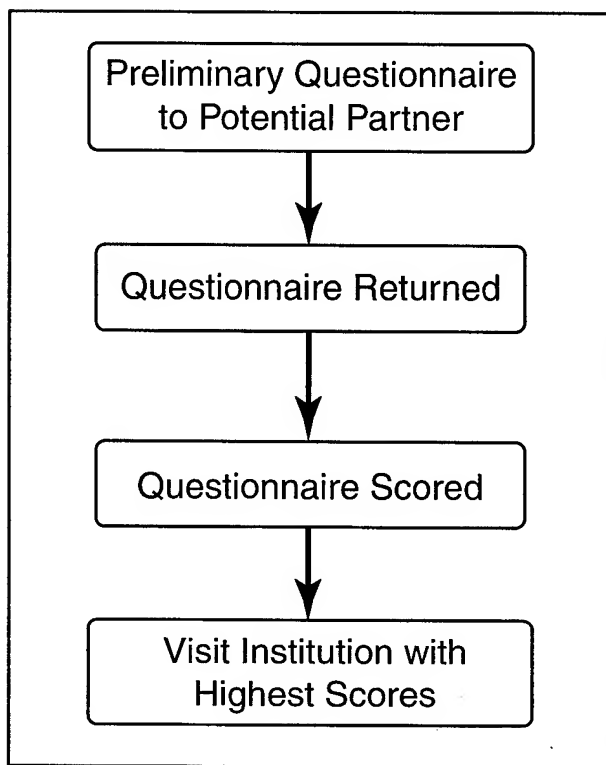 Preliminary Questionnaire
to Potential Partner
Questionnaire Returned
Questionnaire Scored
Visit Institution with
Highest Scores